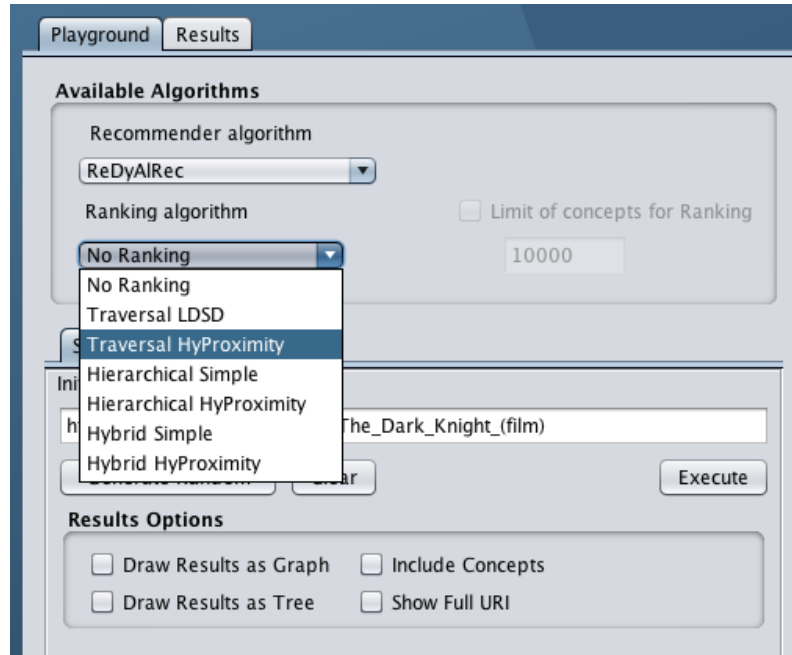 Playground Results
Available Algorithms
Recommender algorithm
ReDyAlRec
Ranking algorithm
Limit of concepts for Ranking
No Ranking
10000
No Ranking
Traversal LDSD
Traversal HyProximity
Hierarchical Simple
Hierarchical HyProximity
Hybrid Simple
Hybrid HyProximity
The_Dark_Knight_(film)
Execute
Results Options
Draw Results as Graph Include Concepts
Draw Results as Tree Show Full URI